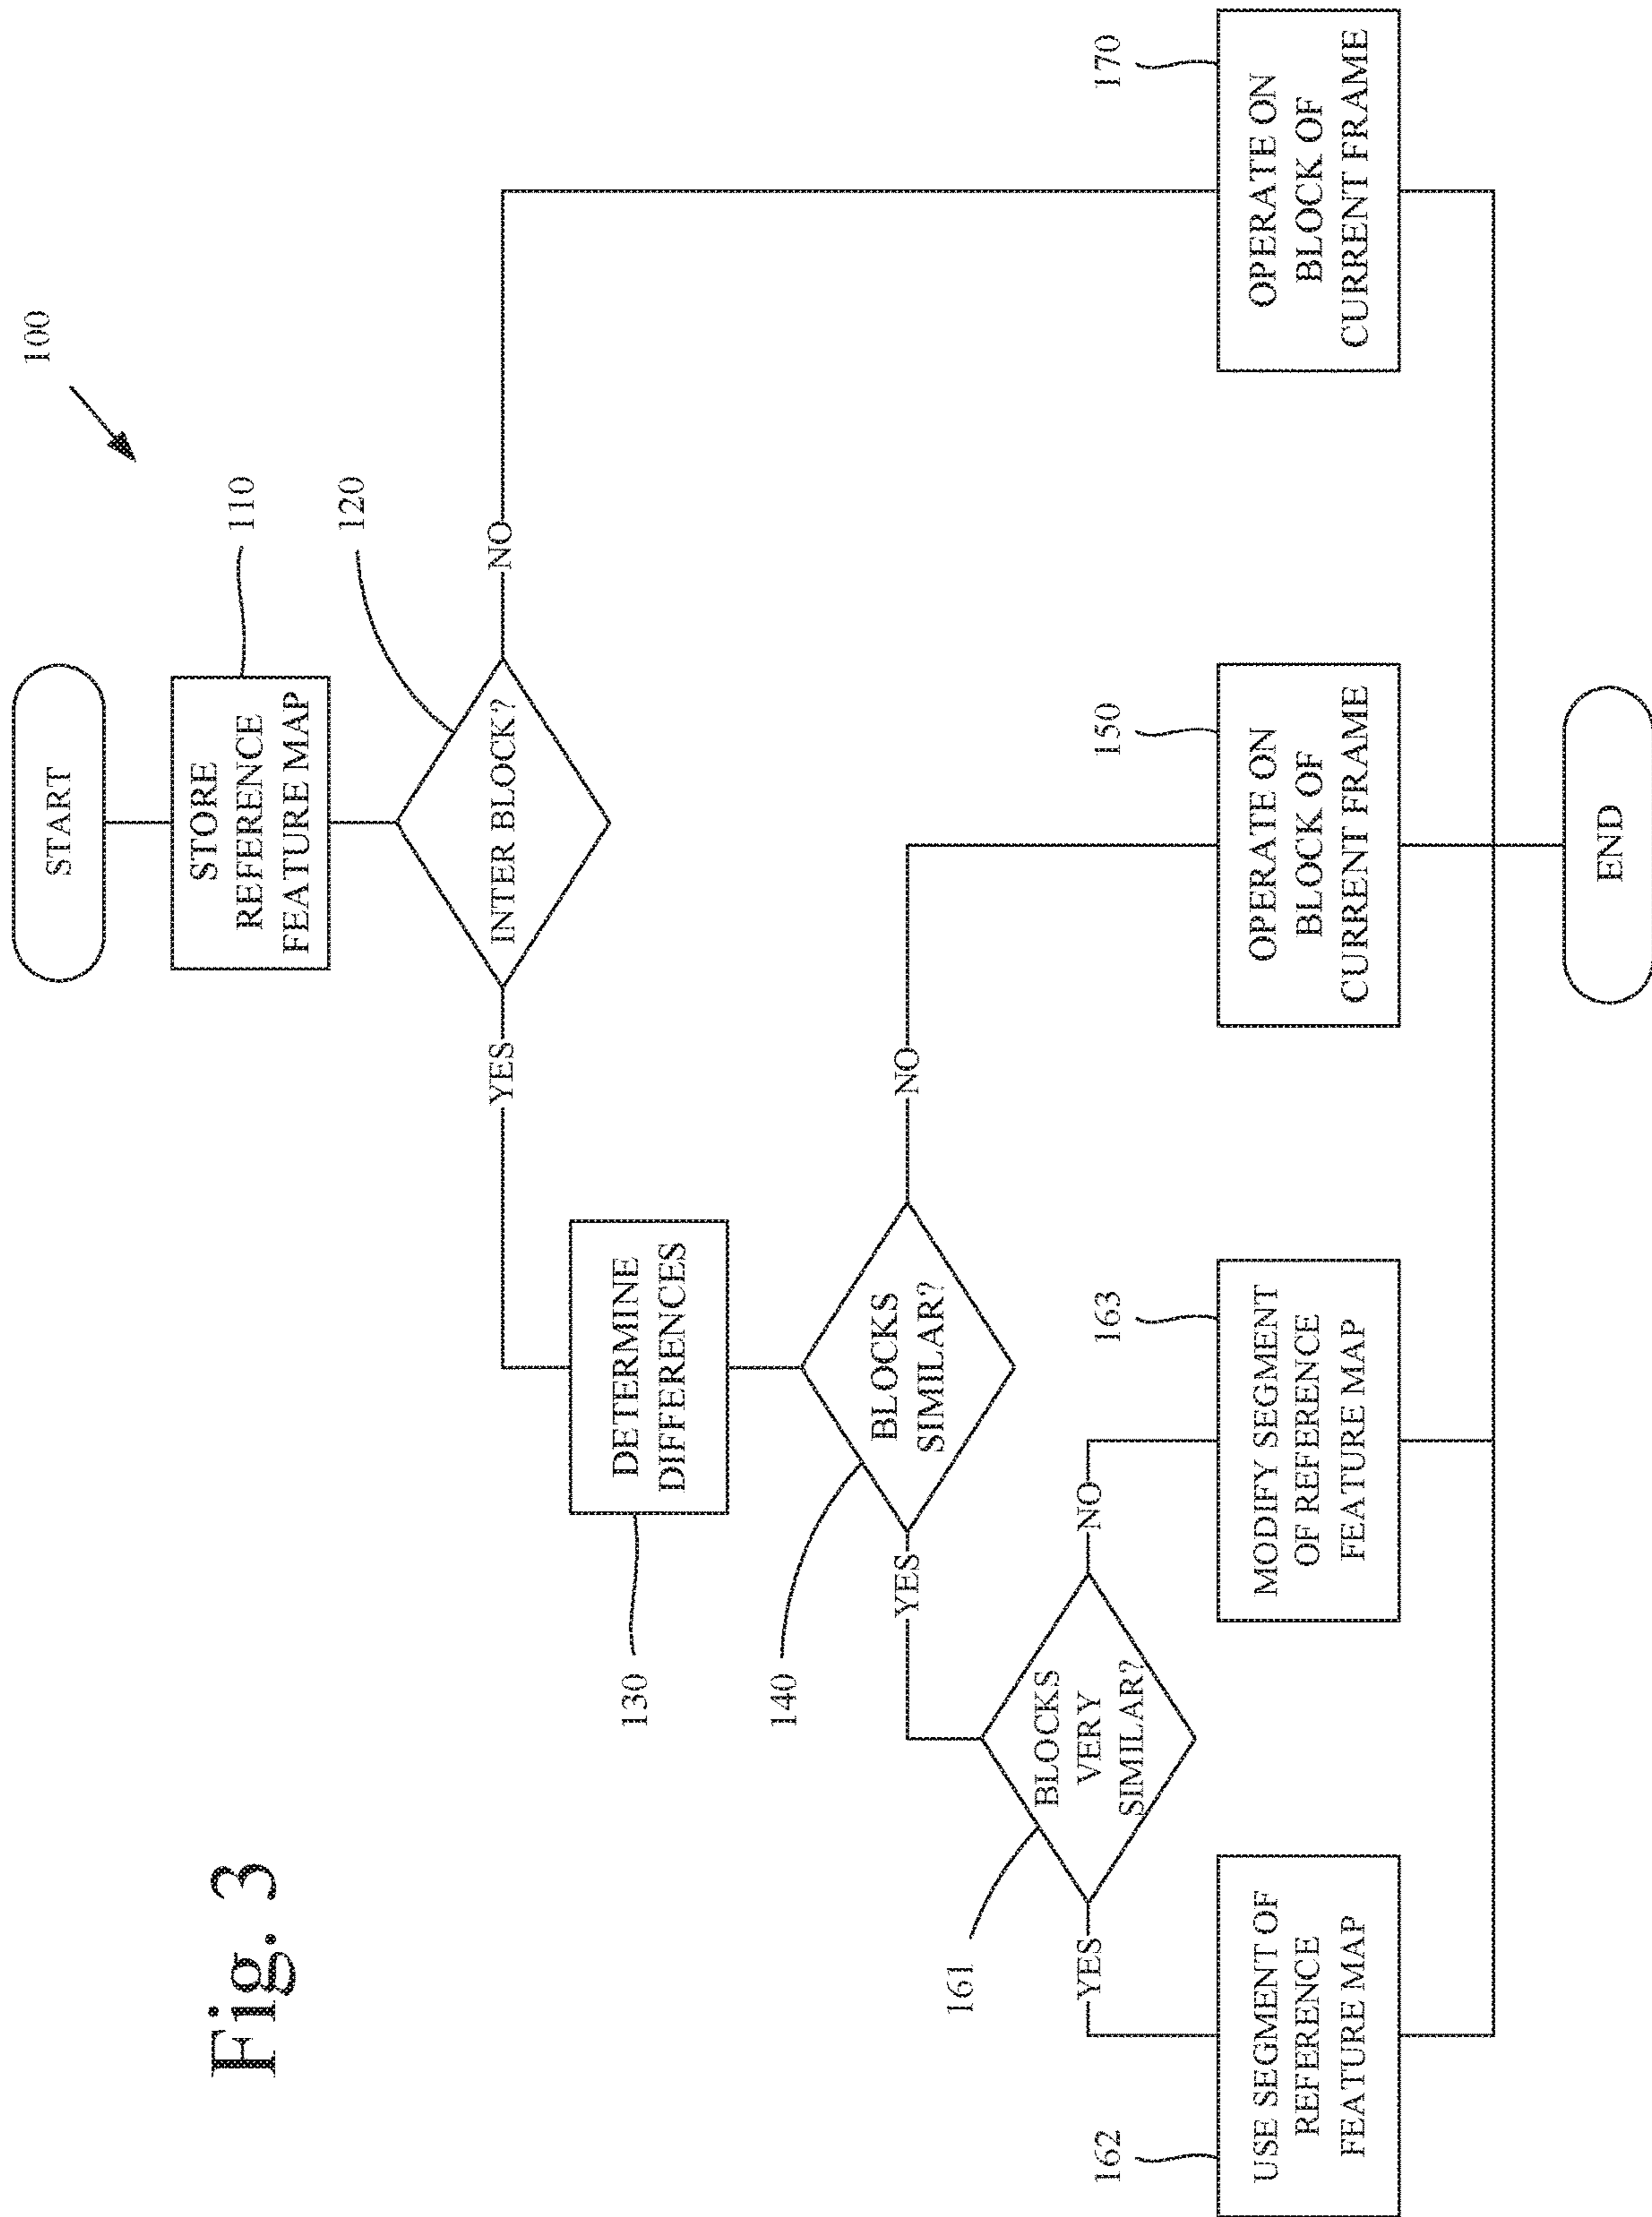 Fig. 3
100
START
STORE
REFERENCE
FEATURE MAP
110
INTER BLOCK?
120
YES
NO
DETERMINE
DIFFERENCES
130
BLOCKS
SIMILAR?
140
YES
NO
BLOCKS
VERY
SIMILAR?
161
YES
NO
USE SEGMENT OF
REFERENCE
FEATURE MAP
162
MODIFY SEGMENT
OF REFERENCE
FEATURE MAP
163
OPERATE ON
BLOCK OF
CURRENT FRAME
150
OPERATE ON
BLOCK OF
CURRENT FRAME
170
END